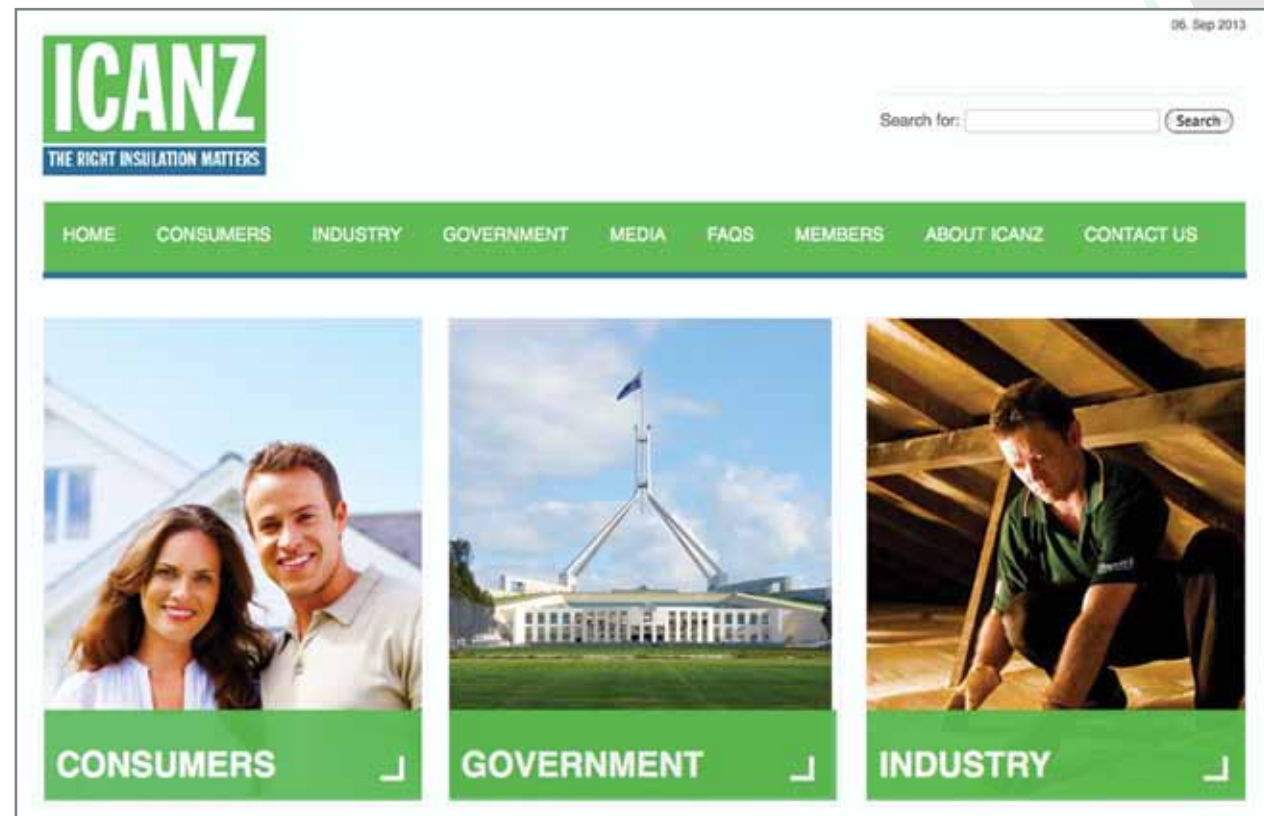 06. Sep 2013
ICANZ
THE RIGHT INSULATION MATTERS
Search for: Search
HOME CONSUMERS INDUSTRY GOVERNMENT MEDIA FAQS MEMBERS ABOUT ICANZ CONTACT US
CONSUMERS GOVERNMENT INDUSTRY